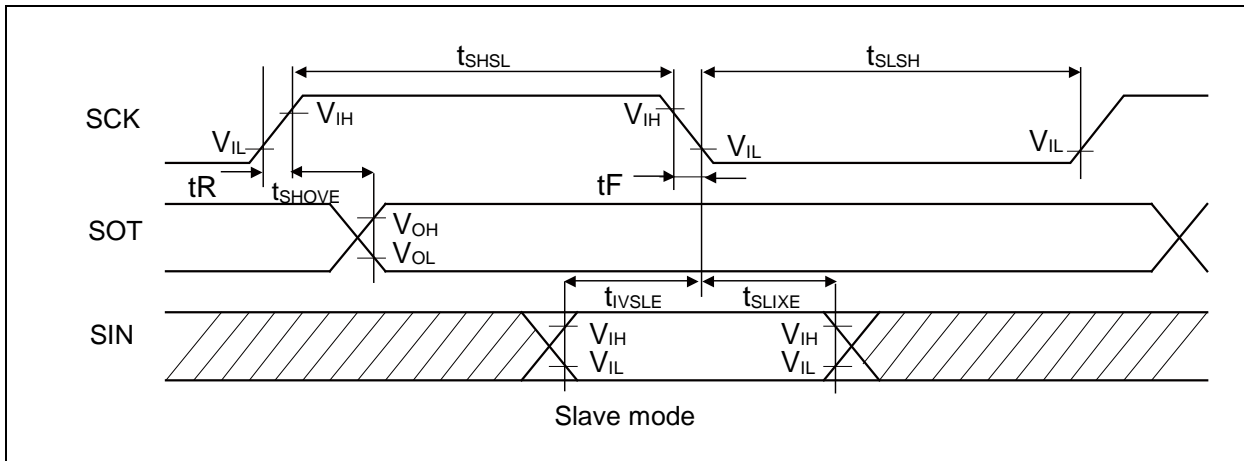 tSHSL
tSLSH
SCK
VIH
VIH
VIL
VIL
VIL
tR
tSHOVE
tF
SOT
VOH
VOL
tIVSLE
tSLIXE
SIN
VIH
VIH
VIL
VIL
Slave mode